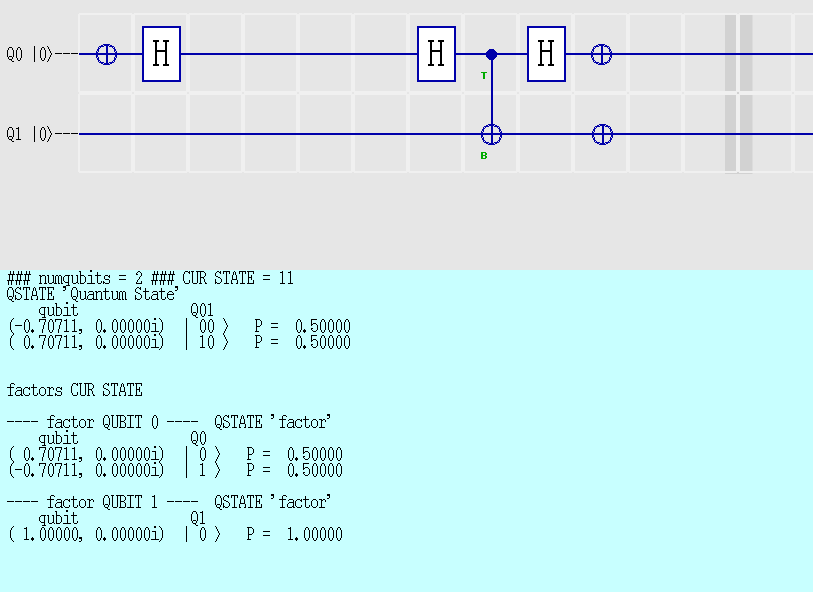 Q0 |0⟩--- H H H
T
Q1 |0⟩---
B
### numqubits = 2 ### CUR STATE = 11
QSTATE 'Quantum State'
qubit Q01
(-0.70711, 0.00000i) | 00 ⟩ P = 0.50000
( 0.70711, 0.00000i) | 10 ⟩ P = 0.50000
factors CUR STATE
---- factor QUBIT 0 ---- QSTATE 'factor'
qubit Q0
( 0.70711, 0.00000i) | 0 ⟩ P = 0.50000
(-0.70711, 0.00000i) | 1 ⟩ P = 0.50000
---- factor QUBIT 1 ---- QSTATE 'factor'
qubit Q1
( 1.00000, 0.00000i) | 0 ⟩ P = 1.00000